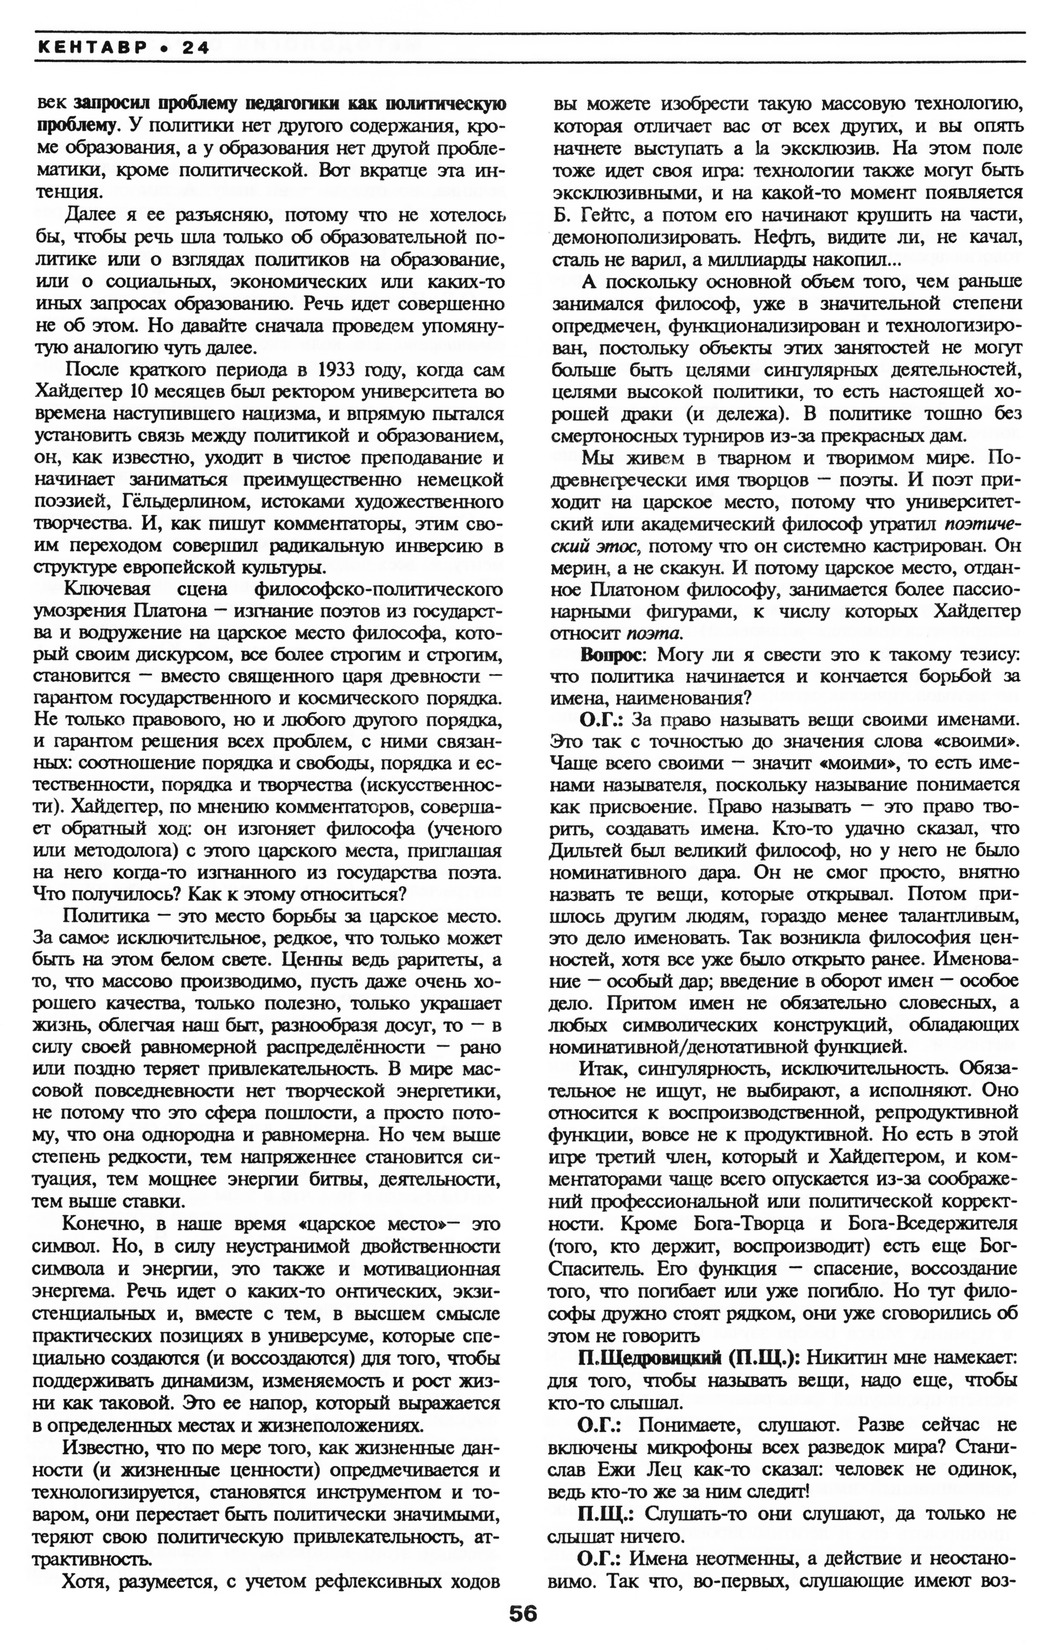 КЕНТАВР • 24
век запросил проблему педагогики как политическую
проблему. У политики нет другого содержания, кро-
ме образования, а у образования нет другой пробле-
матики, кроме политической. Вот вкратце эта ин-
тенция.
Далее я ее разъясняю, потому что не хотелось
бы, чтобы речь шла только об образовательной по-
литике или о взглядах политиков на образование,
или о социальных, экономических или каких-то
иных запросах образованию. Речь идет совершенно
не об этом. Но давайте сначала проведем упомяну-
тую аналогию чуть далее.
После краткого периода в 1933 году, когда сам
Хайдеггер 10 месяцев был ректором университета во
времена наступившего нацизма, и впрямую пытался
установить связь между политикой и образованием,
он, как известно, уходит в чистое преподавание и
начинает заниматься преимущественно немецкой
поэзией, Гёльдерлином, истоками художественного
творчества. И, как пишут комментаторы, этим сво-
им переходом совершил радикальную инверсию в
структуре европейской культуры.
Ключевая сцена философско-политического
умозрения Платона — изгнание поэтов из государст-
ва и водружение на царское место философа, кото-
рый своим дискурсом, все более строгим и строгим,
становится — вместо священного царя древности —
гарантом государственного и космического порядка.
Не только правового, но и любого другого порядка,
и гарантом решения всех проблем, с ними связан-
ных: соотношение порядка и свободы, порядка и ес-
тественности, порядка и творчества (искусственнос-
ти). Хайдеггер, по мнению комментаторов, соверша-
ет обратный ход: он изгоняет философа (ученого
или методолога) с этого царского места, приглашая
на него когда-то изгнанного из государства поэта.
Что получилось? Как к этому относиться?
Политика — это место борьбы за царское место.
За самое исключительное, редкое, что только может
быть на этом белом свете. Ценны ведь раритеты, а
то, что массово производимо, пусть даже очень хо-
рошего качества, только полезно, только украшает
жизнь, облегчая наш быт, разнообразя досуг, то — в
силу своей равномерной распределённости — рано
или поздно теряет привлекательность. В мире мас-
совой повседневности нет творческой энергетики,
не потому что это сфера пошлости, а просто пото-
му, что она однородна и равномерна. Но чем выше
степень редкости, тем напряженнее становится си-
туация, тем мощнее энергии битвы, деятельности,
тем выше ставки.
Конечно, в наше время «царское место»— это
символ. Но, в силу неустранимой двойственности
символа и энергии, это также и мотивационная
энергема. Речь идет о каких-то онтических, экзи-
стенциальных и, вместе с тем, в высшем смысле
практических позициях в универсуме, которые спе-
циально создаются (и воссоздаются) для того, чтобы
поддерживать динамизм, изменяемость и рост жиз-
ни как таковой. Это ее напор, который выражается
в определенных местах и жизнеположениях.
Известно, что по мере того, как жизненные дан-
ности (и жизненные ценности) опредмечивается и
технологизируется, становятся инструментом и то-
варом, они перестает быть политически значимыми,
теряют свою политическую привлекательность, ат-
трактивность.
Хотя, разумеется, с учетом рефлексивных ходов
вы можете изобрести такую массовую технологию,
которая отличает вас от всех других, и вы опять
начнете выступать a la эксклюзив. На этом поле
тоже идет своя игра: технологии также могут быть
эксклюзивными, и на какой-то момент появляется
Б. Гейтс, а потом его начинают крушить на части,
демонополизировать. Нефть, видите ли, не качал,
сталь не варил, а миллиарды накопил...
А поскольку основной объем того, чем раньше
занимался философ, уже в значительной степени
опредмечен, функционализирован и технологизиро-
ван, постольку объекты этих занятостей не могут
больше быть целями сингулярных деятельностей,
целями высокой политики, то есть настоящей хо-
рошей драки (и дележа). В политике тошно без
смертоносных турниров из-за прекрасных дам.
Мы живем в тварном и творимом мире. По-
древнегречески имя творцов — поэты. И поэт при-
ходит на царское место, потому что университет-
ский или академический философ утратил поэтиче-
ский этос, потому что он системно кастрирован. Он
мерин, а не скакун. И потому царское место, отдан-
ное Платоном философу, занимается более пассио-
нарными фигурами, к числу которых Хайдеггер
относит поэта.
Вопрос: Могу ли я свести это к такому тезису:
что политика начинается и кончается борьбой за
имена, наименования?
О.Г.: За право называть вещи своими именами.
Это так с точностью до значения слова «своими».
Чаще всего своими — значит «моими», то есть име-
нами назывателя, поскольку называние понимается
как присвоение. Право называть — это право тво-
рить, создавать имена. Кто-то удачно сказал, что
Дильтей был великий философ, но у него не было
номинативного дара. Он не смог просто, внятно
назвать те вещи, которые открывал. Потом при-
шлось другим людям, гораздо менее талантливым,
это дело именовать. Так возникла философия цен-
ностей, хотя все уже было открыто ранее. Именова-
ние — особый дар; введение в оборот имен — особое
дело. Притом имен не обязательно словесных, а
любых символических конструкций, обладающих
номинативной/денотативной функцией.
Итак, сингулярность, исключительность. Обяза-
тельное не ищут, не выбирают, а исполняют. Оно
относится к воспроизводственной, репродуктивной
функции, вовсе не к продуктивной. Но есть в этой
игре третий член, который и Хайдеггером, и ком-
ментаторами чаще всего опускается из-за соображе-
ний профессиональной или политической коррект-
ности. Кроме Бога-Творца и Бога-Вседержителя
(того, кто держит, воспроизводит) есть еще Бог-
Спаситель. Его функция — спасение, воссоздание
того, что погибает или уже погибло. Но тут фило-
софы дружно стоят рядком, они уже сговорились об
этом не говорить
П.Щедровицкий (П.Щ.): Никитин мне намекает:
для того, чтобы называть вещи, надо еще, чтобы
кто-то слышал.
О.Г.: Понимаете, слушают. Разве сейчас не
включены микрофоны всех разведок мира? Стани-
слав Ежи Лец как-то сказал: человек не одинок,
ведь кто-то же за ним следит!
П.Щ.: Слушать-то они слушают, да только не
слышат ничего.
О.Г.: Имена неотменны, а действие и неостано-
вимо. Так что, во-первых, слушающие имеют воз-
56